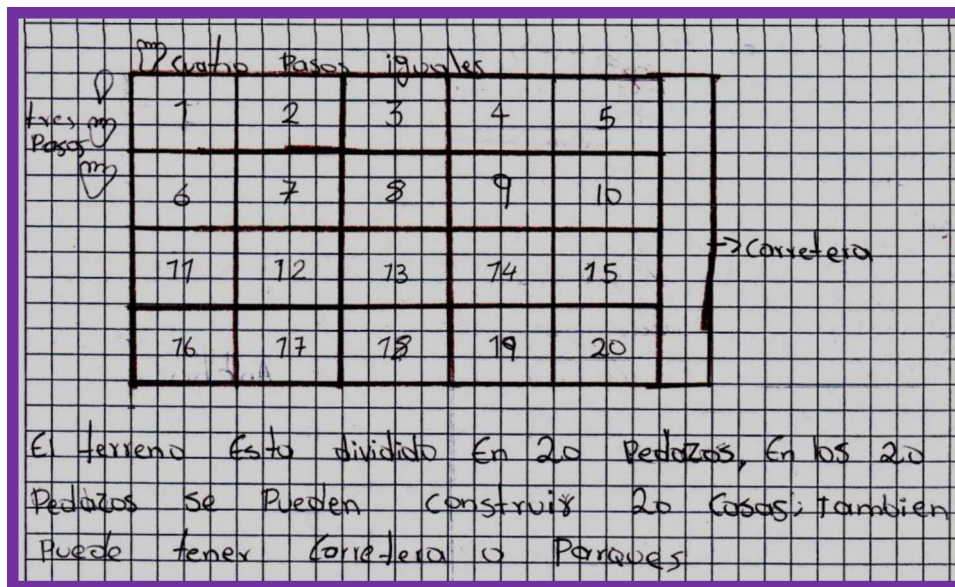 cuatro Pasos iguales
tres
Pasos
1 2 3 4 5
6 7 8 9 10
11 12 13 14 15
16 17 18 19 20
→ Carretera
El terreno Esta dividido En 20 Pedazos, En los 20
Pedazos se Pueden construir 20 Casas; Tambien
Puede tener Carretera o Parques